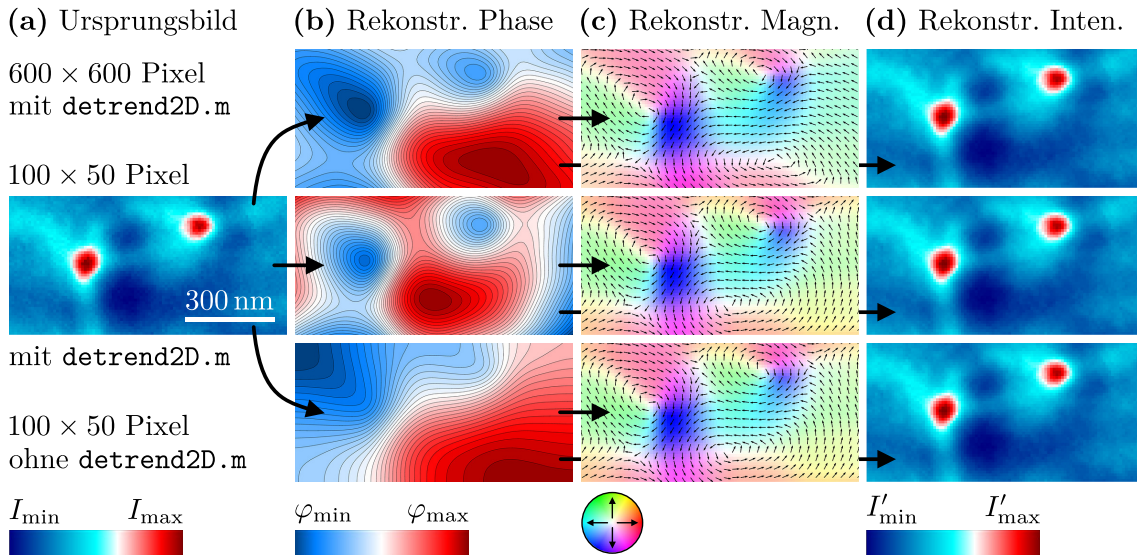 (a) Ursprungsbild
(b) Rekonstr. Phase
(c) Rekonstr. Magn.
(d) Rekonstr. Inten.
600 × 600 Pixel
mit detrend2D.m
100 × 50 Pixel
300 nm
mit detrend2D.m
100 × 50 Pixel
ohne detrend2D.m
I_min I_max
φ_min φ_max
I′_min I′_max